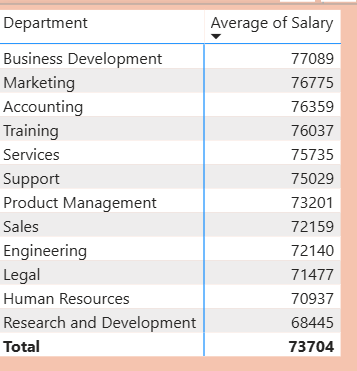 Department Average of Salary
Business Development 77089
Marketing 76775
Accounting 76359
Training 76037
Services 75735
Support 75029
Product Management 73201
Sales 72159
Engineering 72140
Legal 71477
Human Resources 70937
Research and Development 68445
Total 73704